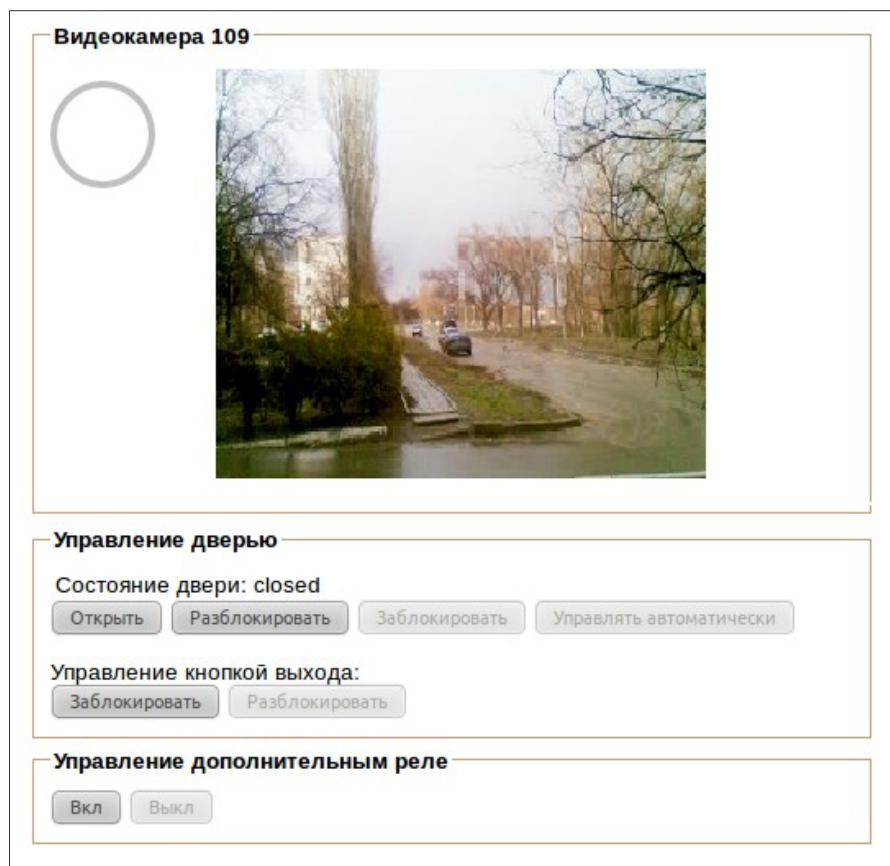 Видеокамера 109
Управление дверью
Состояние двери: closed
Открыть Разблокировать Заблокировать Управлять автоматически
Управление кнопкой выхода:
Заблокировать Разблокировать
Управление дополнительным реле
Вкл Выкл